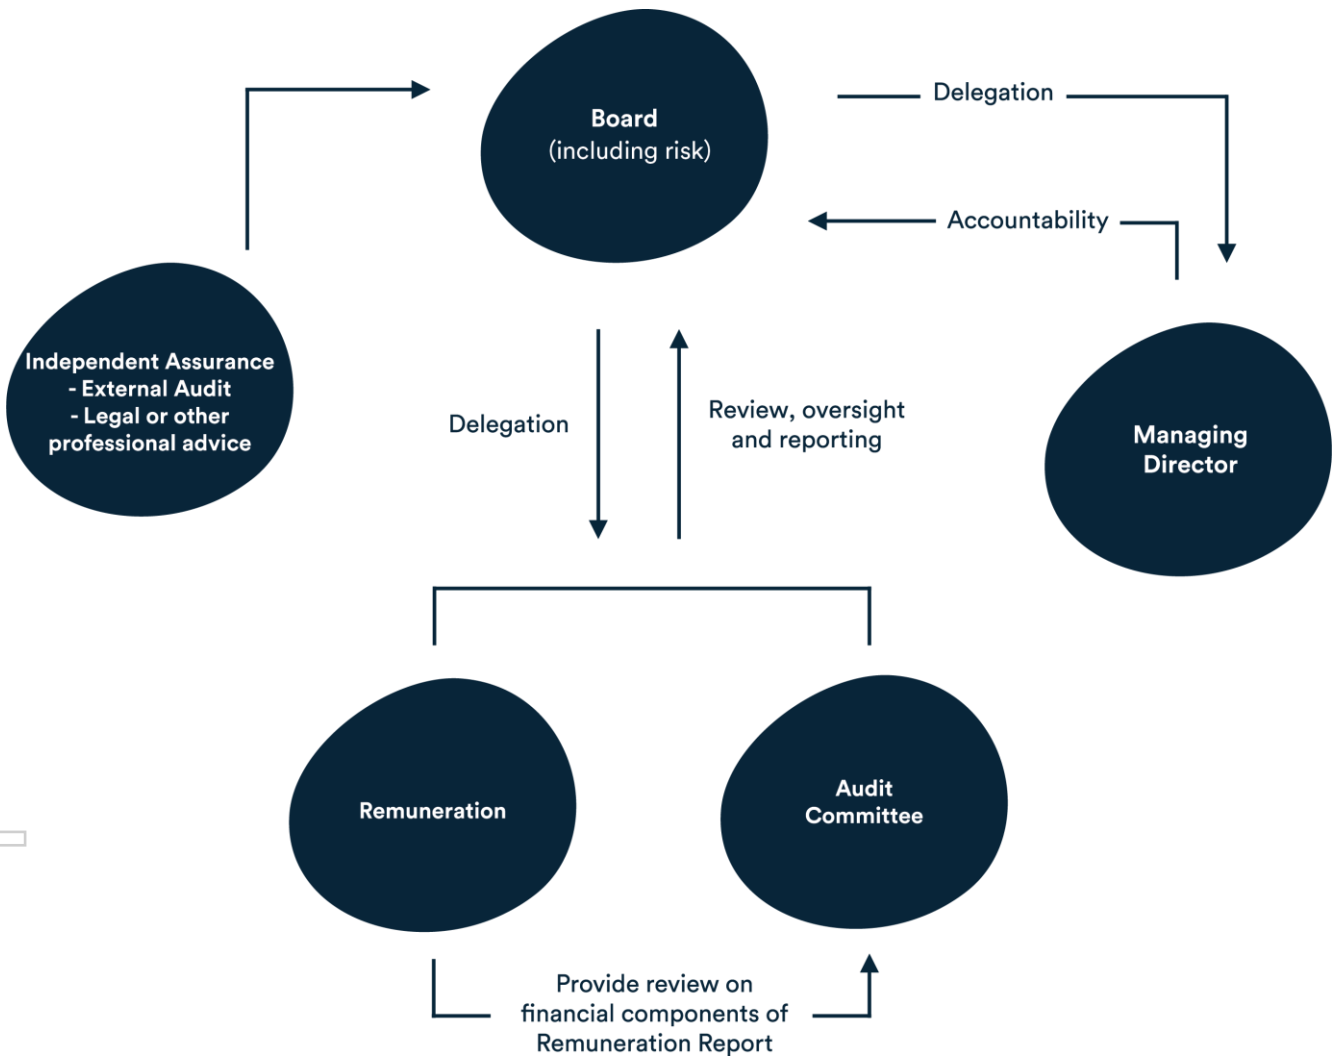 Board
(including risk)
Delegation
Accountability
Independent Assurance
- External Audit
- Legal or other
professional advice
Delegation
Review, oversight
and reporting
Managing
Director
Remuneration
Audit
Committee
Provide review on
financial components of
Remuneration Report